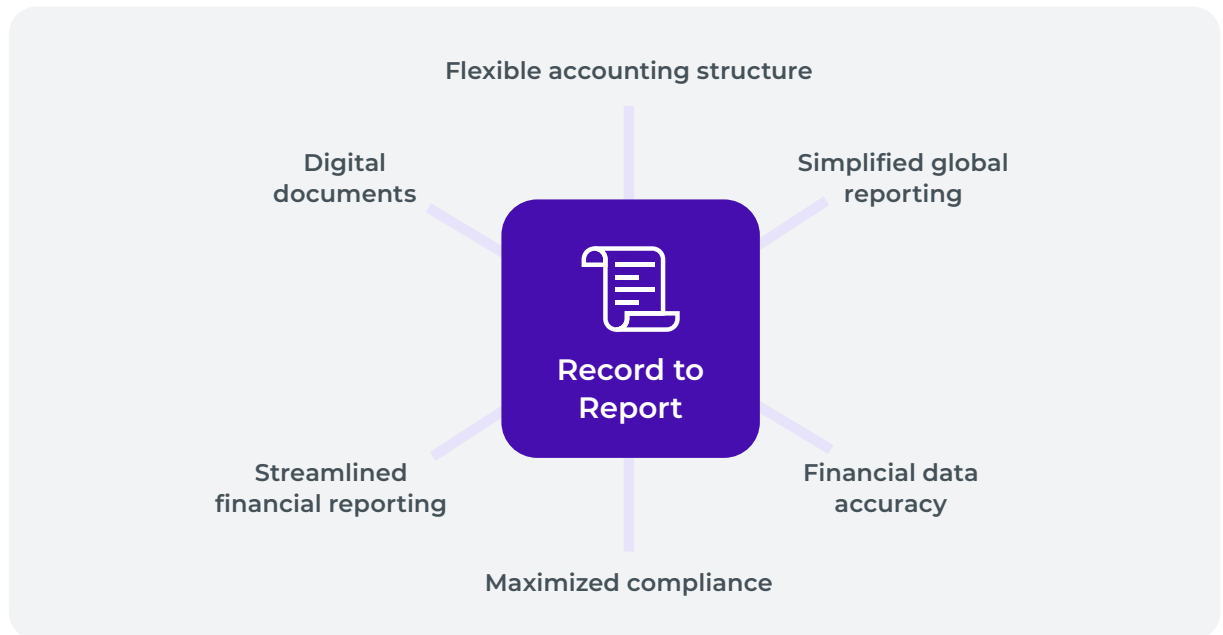 Flexible accounting structure
Digital
documents
Simplified global
reporting
Record to
Report
Streamlined
financial reporting
Financial data
accuracy
Maximized compliance